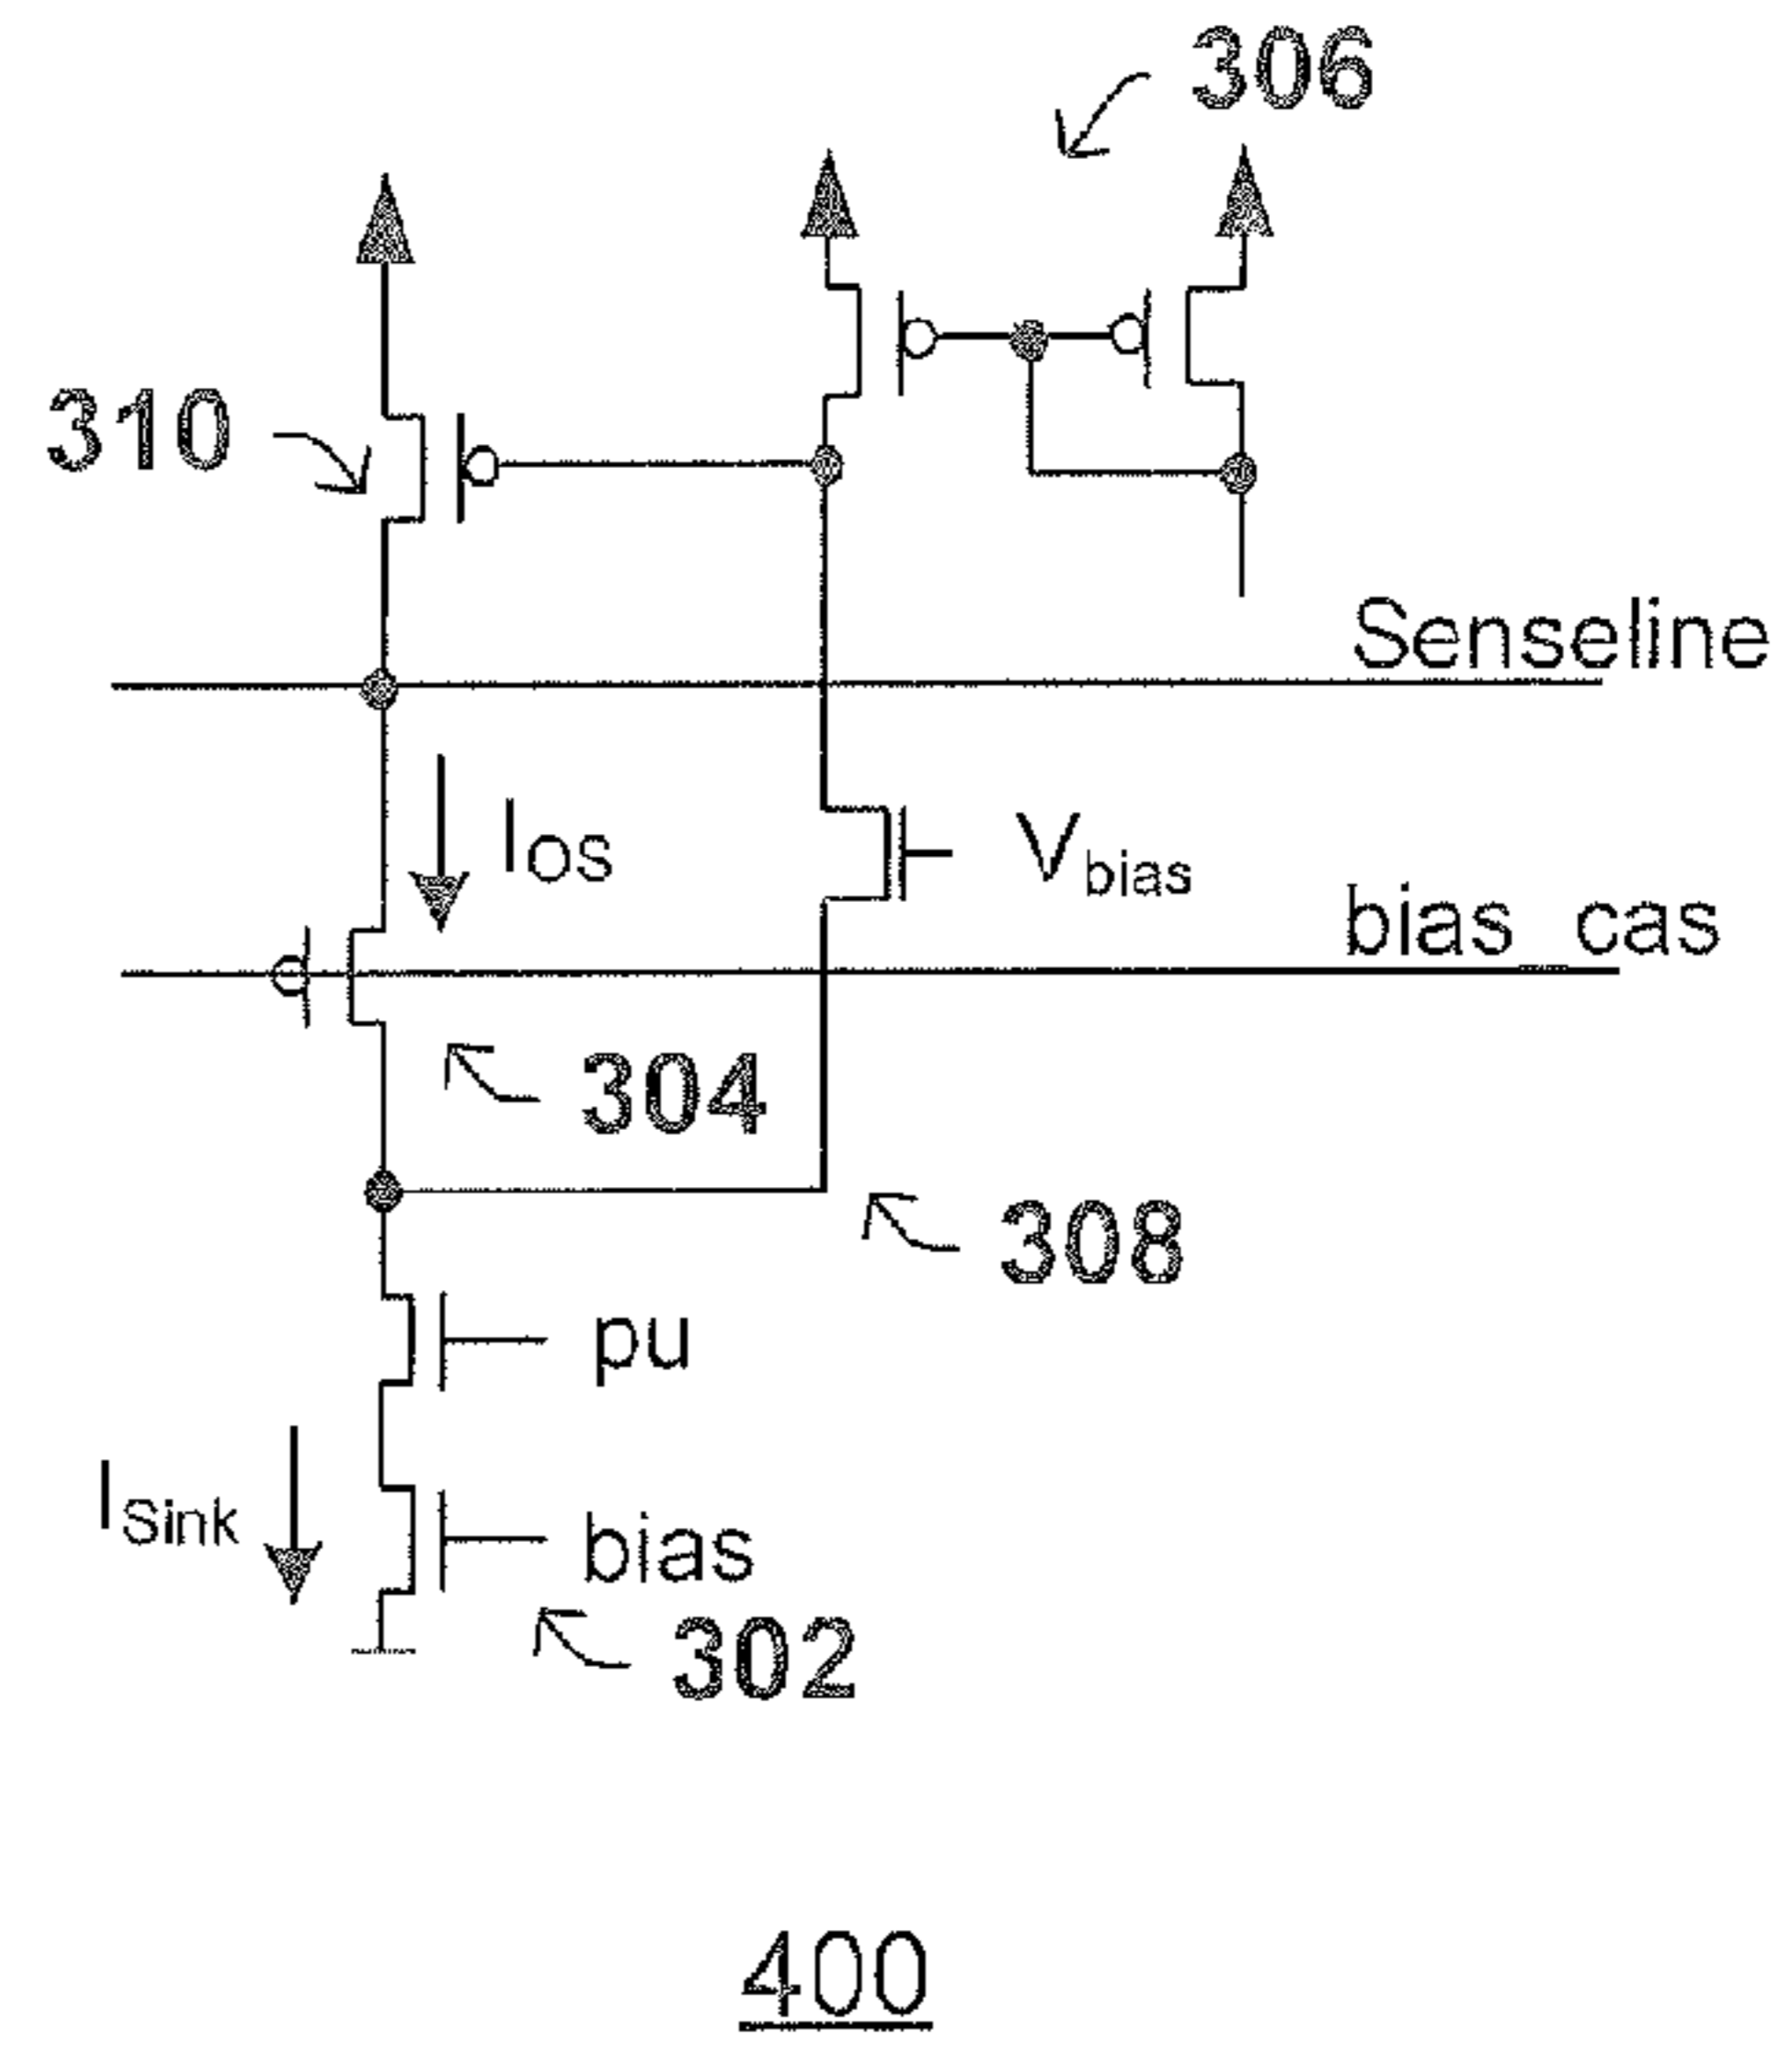 306
310
Senseline
IOS
Vbias
bias_cas
304
308
pu
ISink
bias
302
400